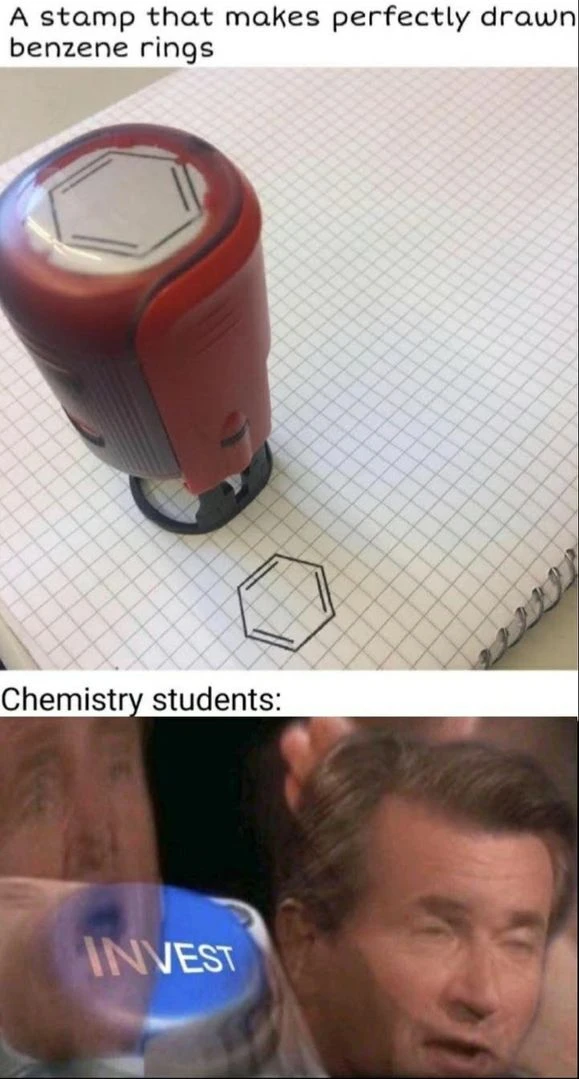 A stamp that makes perfectly drawn
benzene rings
Chemistry students:
INVEST